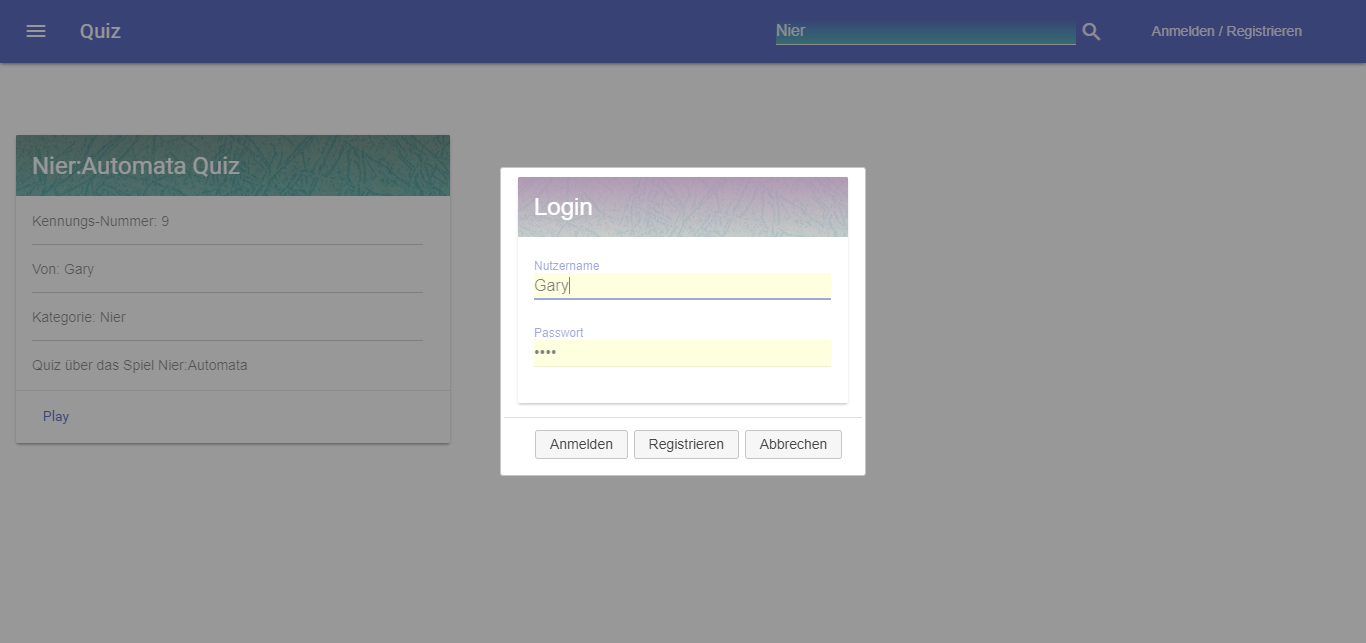 Quiz
Nier
Anmelden / Registrieren
Nier:Automata Quiz
Kennungs-Nummer: 9
Von: Gary
Kategorie: Nier
Quiz über das Spiel Nier:Automata
Play
Login
Nutzername
Gary
Passwort
••••
Anmelden Registrieren Abbrechen